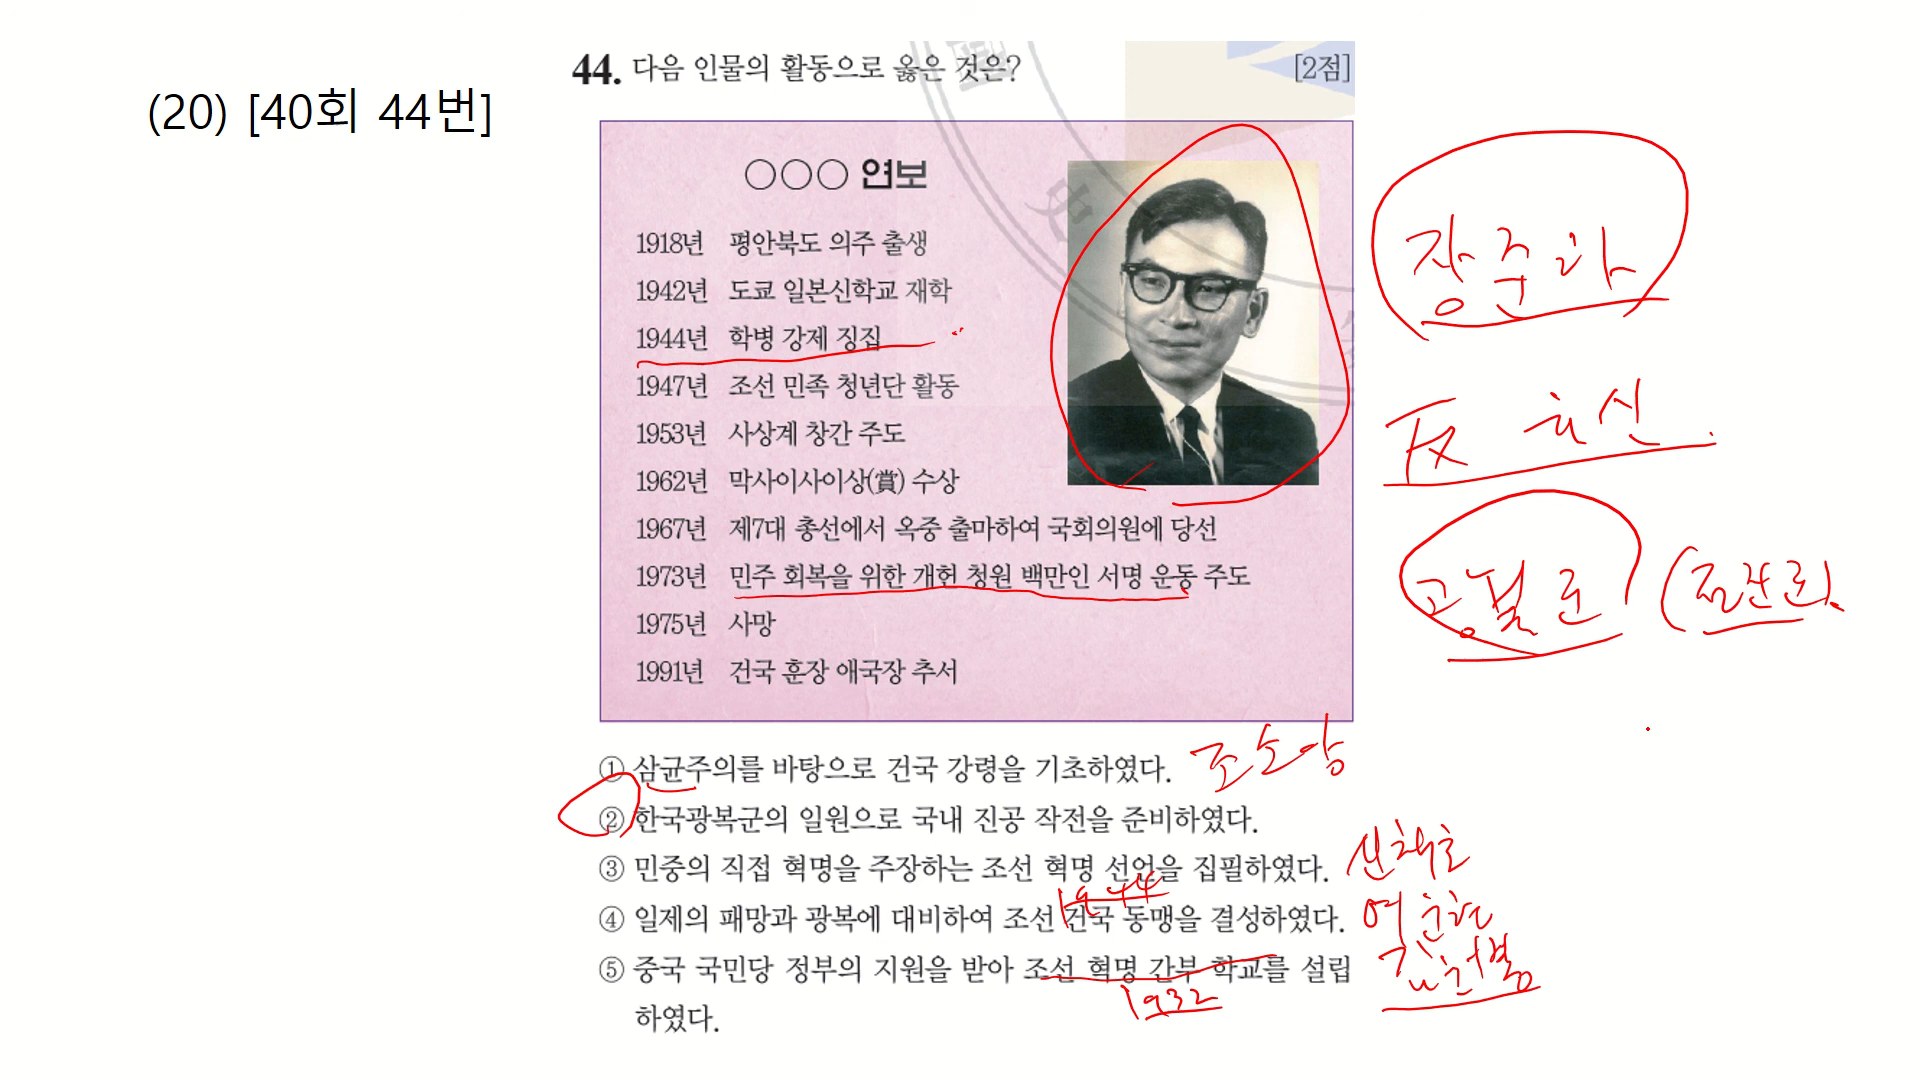 (20) [40회 44번]
44. 다음 인물의 활동으로 옳은 것은? [2점]
○○○ 연보
1918년 평안북도 의주 출생
1942년 도쿄 일본신학교 재학
1944년 학병 강제 징집
1947년 조선 민족 청년단 활동
1953년 사상계 창간 주도
1962년 막사이사이상(賞) 수상
1967년 제7대 총선에서 옥중 출마하여 국회의원에 당선
1973년 민주 회복을 위한 개헌 청원 백만인 서명 운동 주도
1975년 사망
1991년 건국 훈장 애국장 추서
장준하
反 유신
조소앙
① 삼균주의를 바탕으로 건국 강령을 기초하였다.
② 한국광복군의 일원으로 국내 진공 작전을 준비하였다.
③ 민중의 직접 혁명을 주장하는 조선 혁명 선언을 집필하였다.
신채호
1944
④ 일제의 패망과 광복에 대비하여 조선 건국 동맹을 결성하였다.
여운형
⑤ 중국 국민당 정부의 지원을 받아 조선 혁명 간부 학교를 설립
하였다.
김원봉
1932